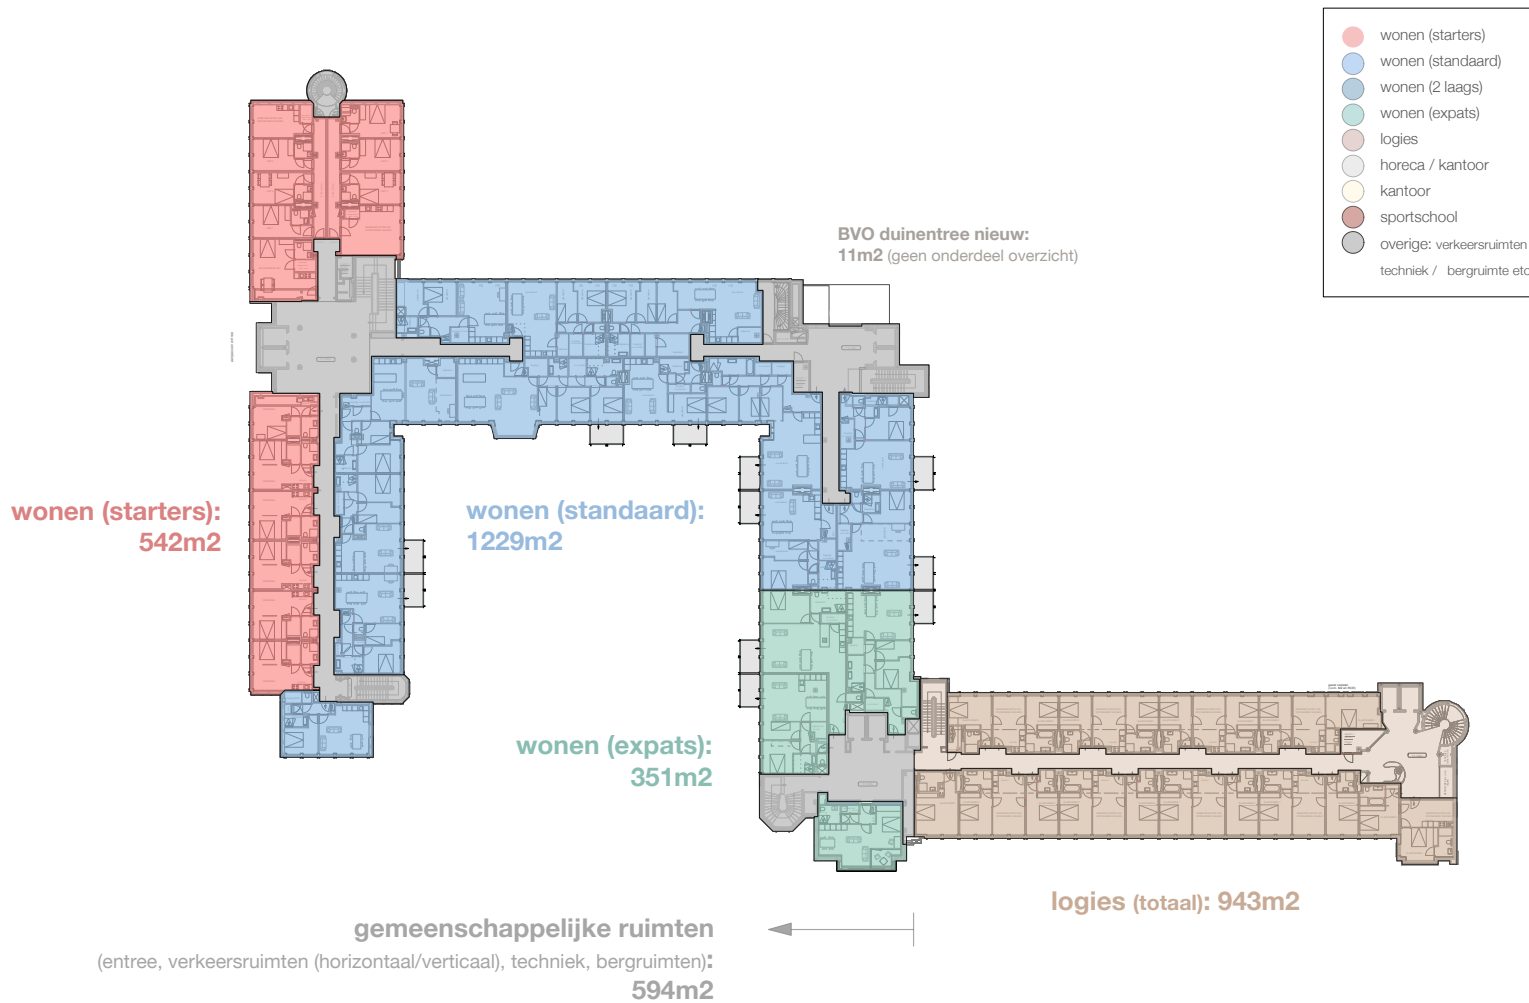 wonen (starters)
wonen (standaard)
wonen (2 laags)
wonen (expats)
logies
horeca / kantoor
kantoor
sportschool
overige: verkeersruimten
techniek / bergruimte etc
BVO duinentree nieuw:
11m2 (geen onderdeel overzicht)
wonen (starters):
542m2
wonen (standaard):
1229m2
wonen (expats):
351m2
logies (totaal): 943m2
gemeenschappelijke ruimten
(entree, verkeersruimten (horizontaal/verticaal), techniek, bergruimten):
594m2